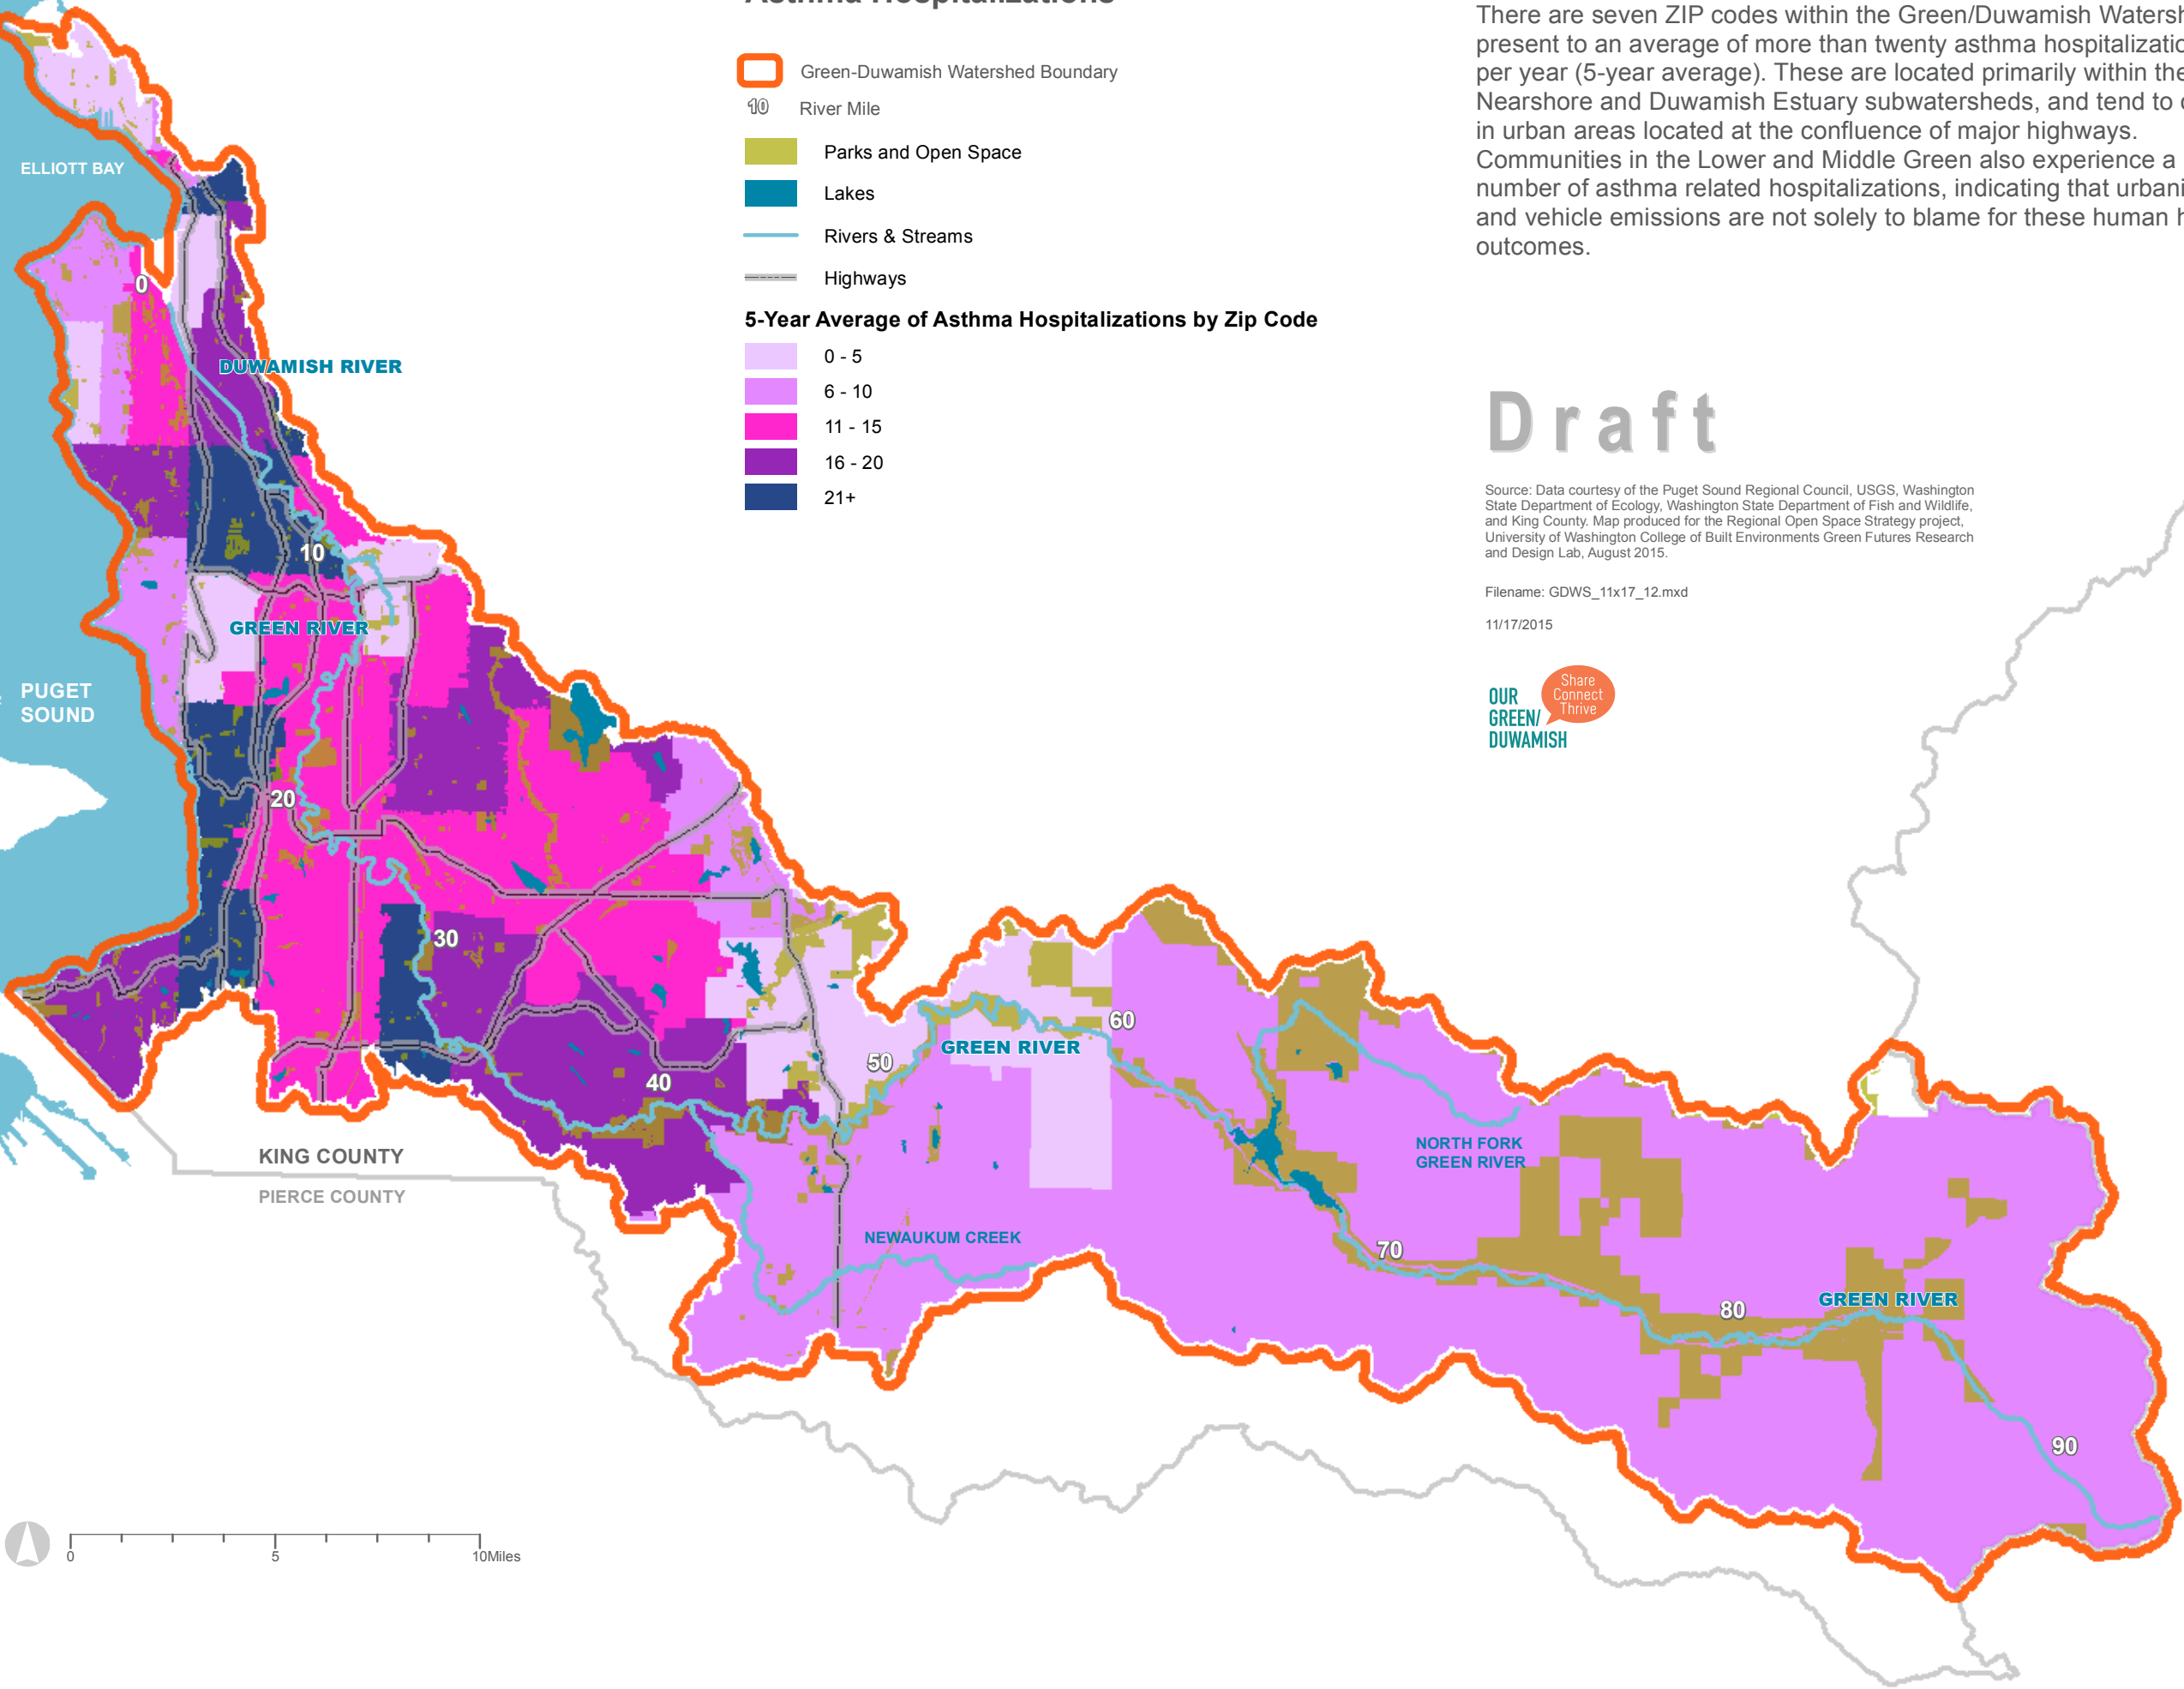 Asthma Hospitalizations
Green-Duwamish Watershed Boundary
10 River Mile
Parks and Open Space
Lakes
Rivers & Streams
Highways
5-Year Average of Asthma Hospitalizations by Zip Code
0 - 5
6 - 10
11 - 15
16 - 20
21+
There are seven ZIP codes within the Green/Duwamish
present to an average of more than twenty asthma
per year (5-year average). These are located primarily within the
Nearshore and Duwamish Estuary subwatersheds, and tend to
in urban areas located at the confluence of major highways.
Communities in the Lower and Middle Green also experience a
number of asthma related hospitalizations, indicating that
and vehicle emissions are not solely to blame for these human
outcomes.
Draft
Source: Data courtesy of the Puget Sound Regional Council, USGS, Washington
State Department of Ecology, Washington State Department of Fish and Wildlife,
and King County. Map produced for the Regional Open Space Strategy project,
University of Washington College of Built Environments Green Futures Research
and Design Lab, August 2015.
Filename: GDWS_11x17_12.mxd
11/17/2015
OUR
GREEN/
DUWAMISH
Share
Connect
Thrive
ELLIOTT BAY
0
DUWAMISH RIVER
10
GREEN RIVER
PUGET
SOUND
20
30
40
50
GREEN RIVER
60
NORTH FORK
GREEN RIVER
KING COUNTY
PIERCE COUNTY
NEWAUKUM CREEK
70
80
GREEN RIVER
90
0
5
10Miles